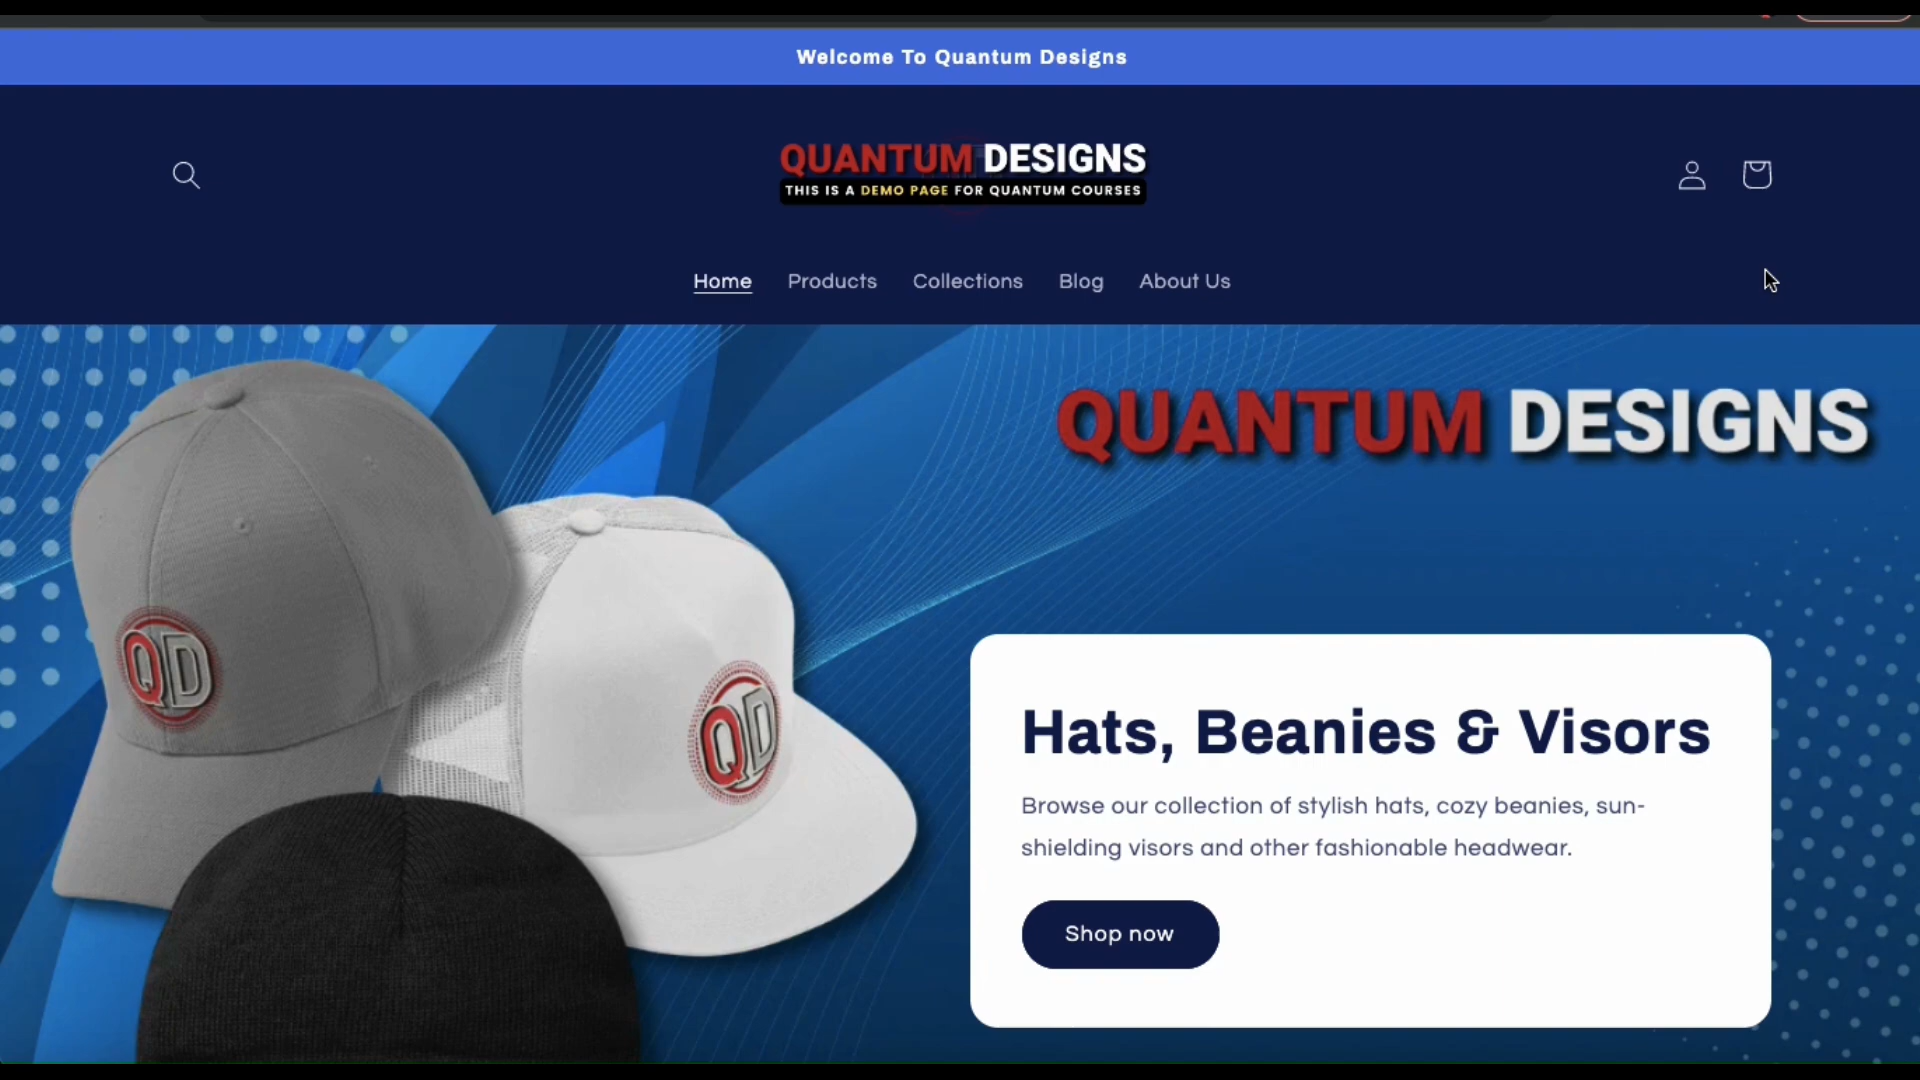 Welcome To Quantum Designs
QUANTUM DESIGNS
THIS IS A DEMO PAGE FOR QUANTUM COURSES
Home Products Collections Blog About Us
QUANTUM DESIGNS
QD
QD
Hats, Beanies & Visors
Browse our collection of stylish hats, cozy beanies, sun-
shielding visors and other fashionable headwear.
Shop now